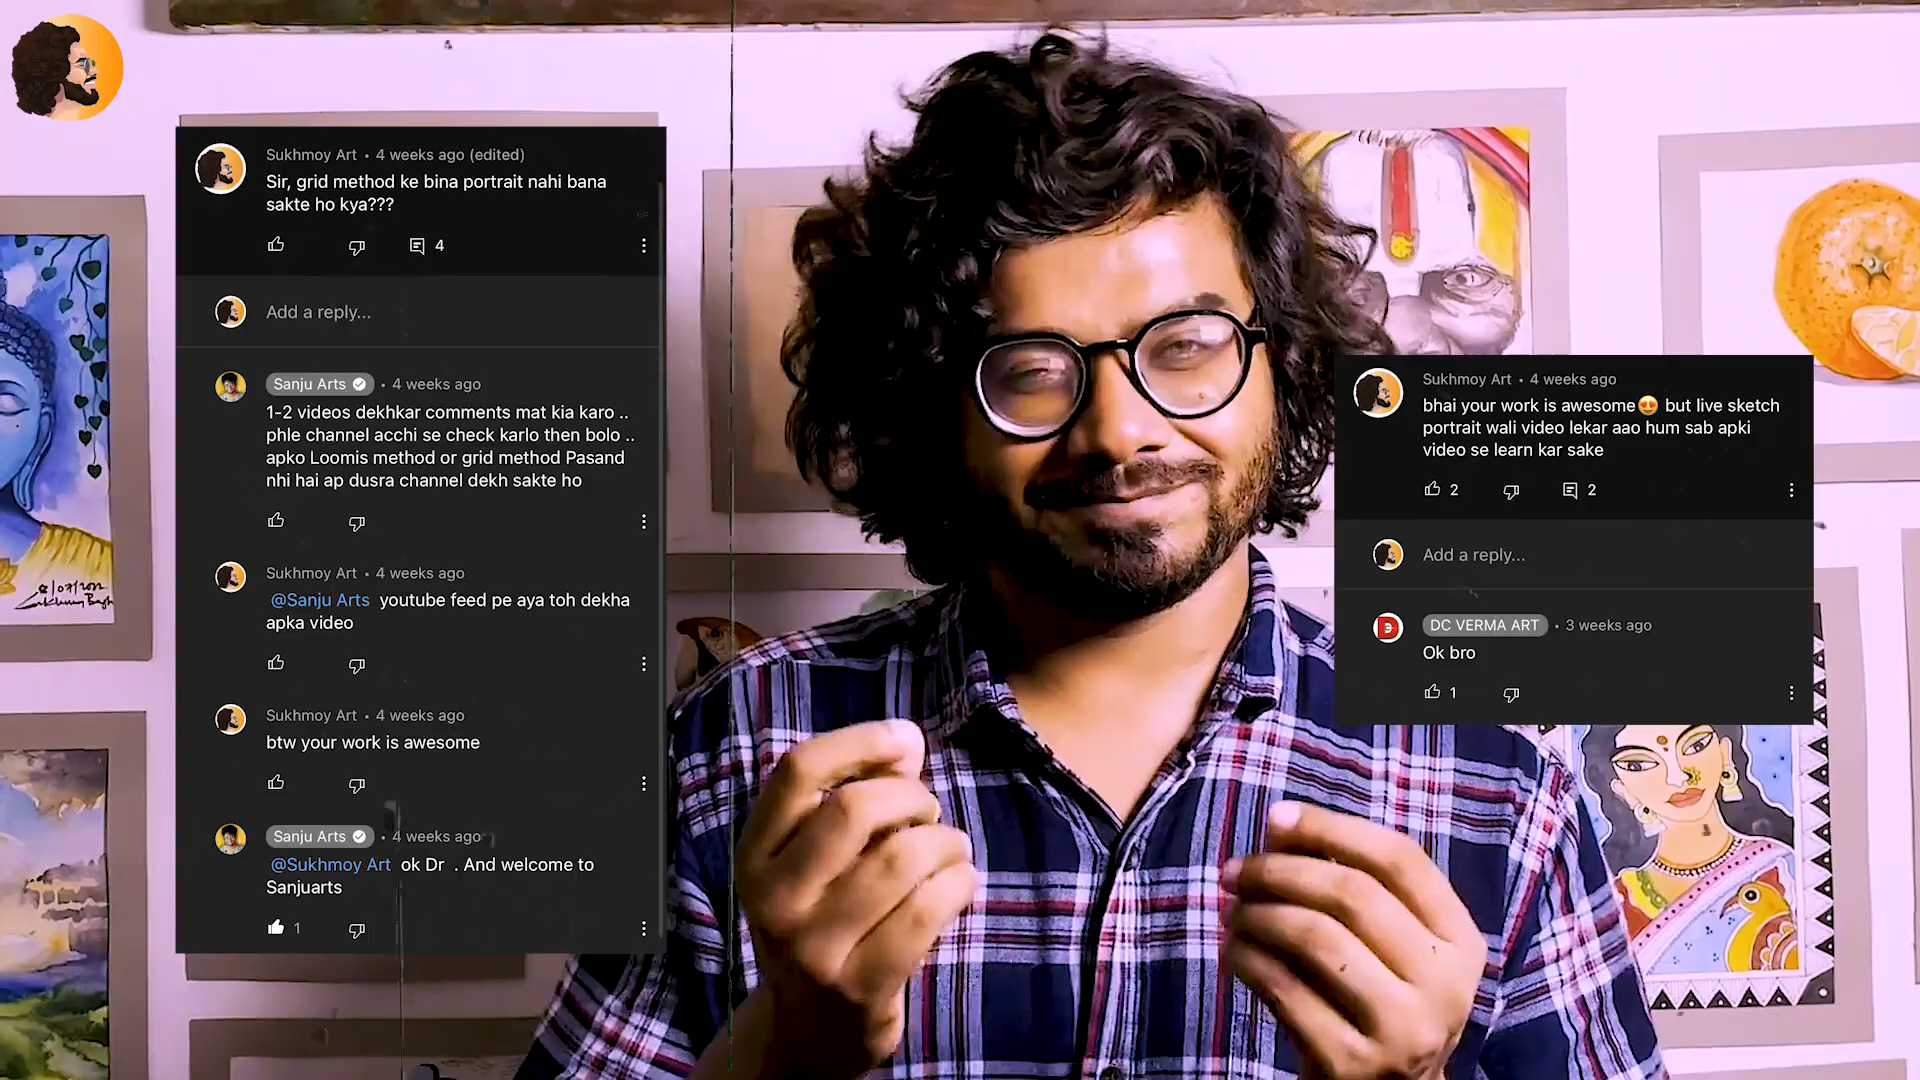 Sukhmoy Art • 4 weeks ago (edited)
Sir, grid method ke bina portrait nahi bana
sakte ho kya???
4
Add a reply...
Sanju Arts • 4 weeks ago
1-2 videos dekhkar comments mat kia karo ..
phle channel acchi se check karlo then bolo ..
apko Loomis method or grid method Pasand
nhi hai ap dusra channel dekh sakte ho
Sukhmoy Art • 4 weeks ago
@Sanju Arts youtube feed pe aya toh dekha
apka video
Sukhmoy Art • 4 weeks ago
btw your work is awesome
Sanju Arts • 4 weeks ago
@Sukhmoy Art ok Dr . And welcome to
Sanjuarts
1
Sukhmoy Art • 4 weeks ago
bhai your work is awesome😍 but live sketch
portrait wali video lekar aao hum sab apki
video se learn kar sake
2 2
Add a reply...
DC VERMA ART • 3 weeks ago
Ok bro
1